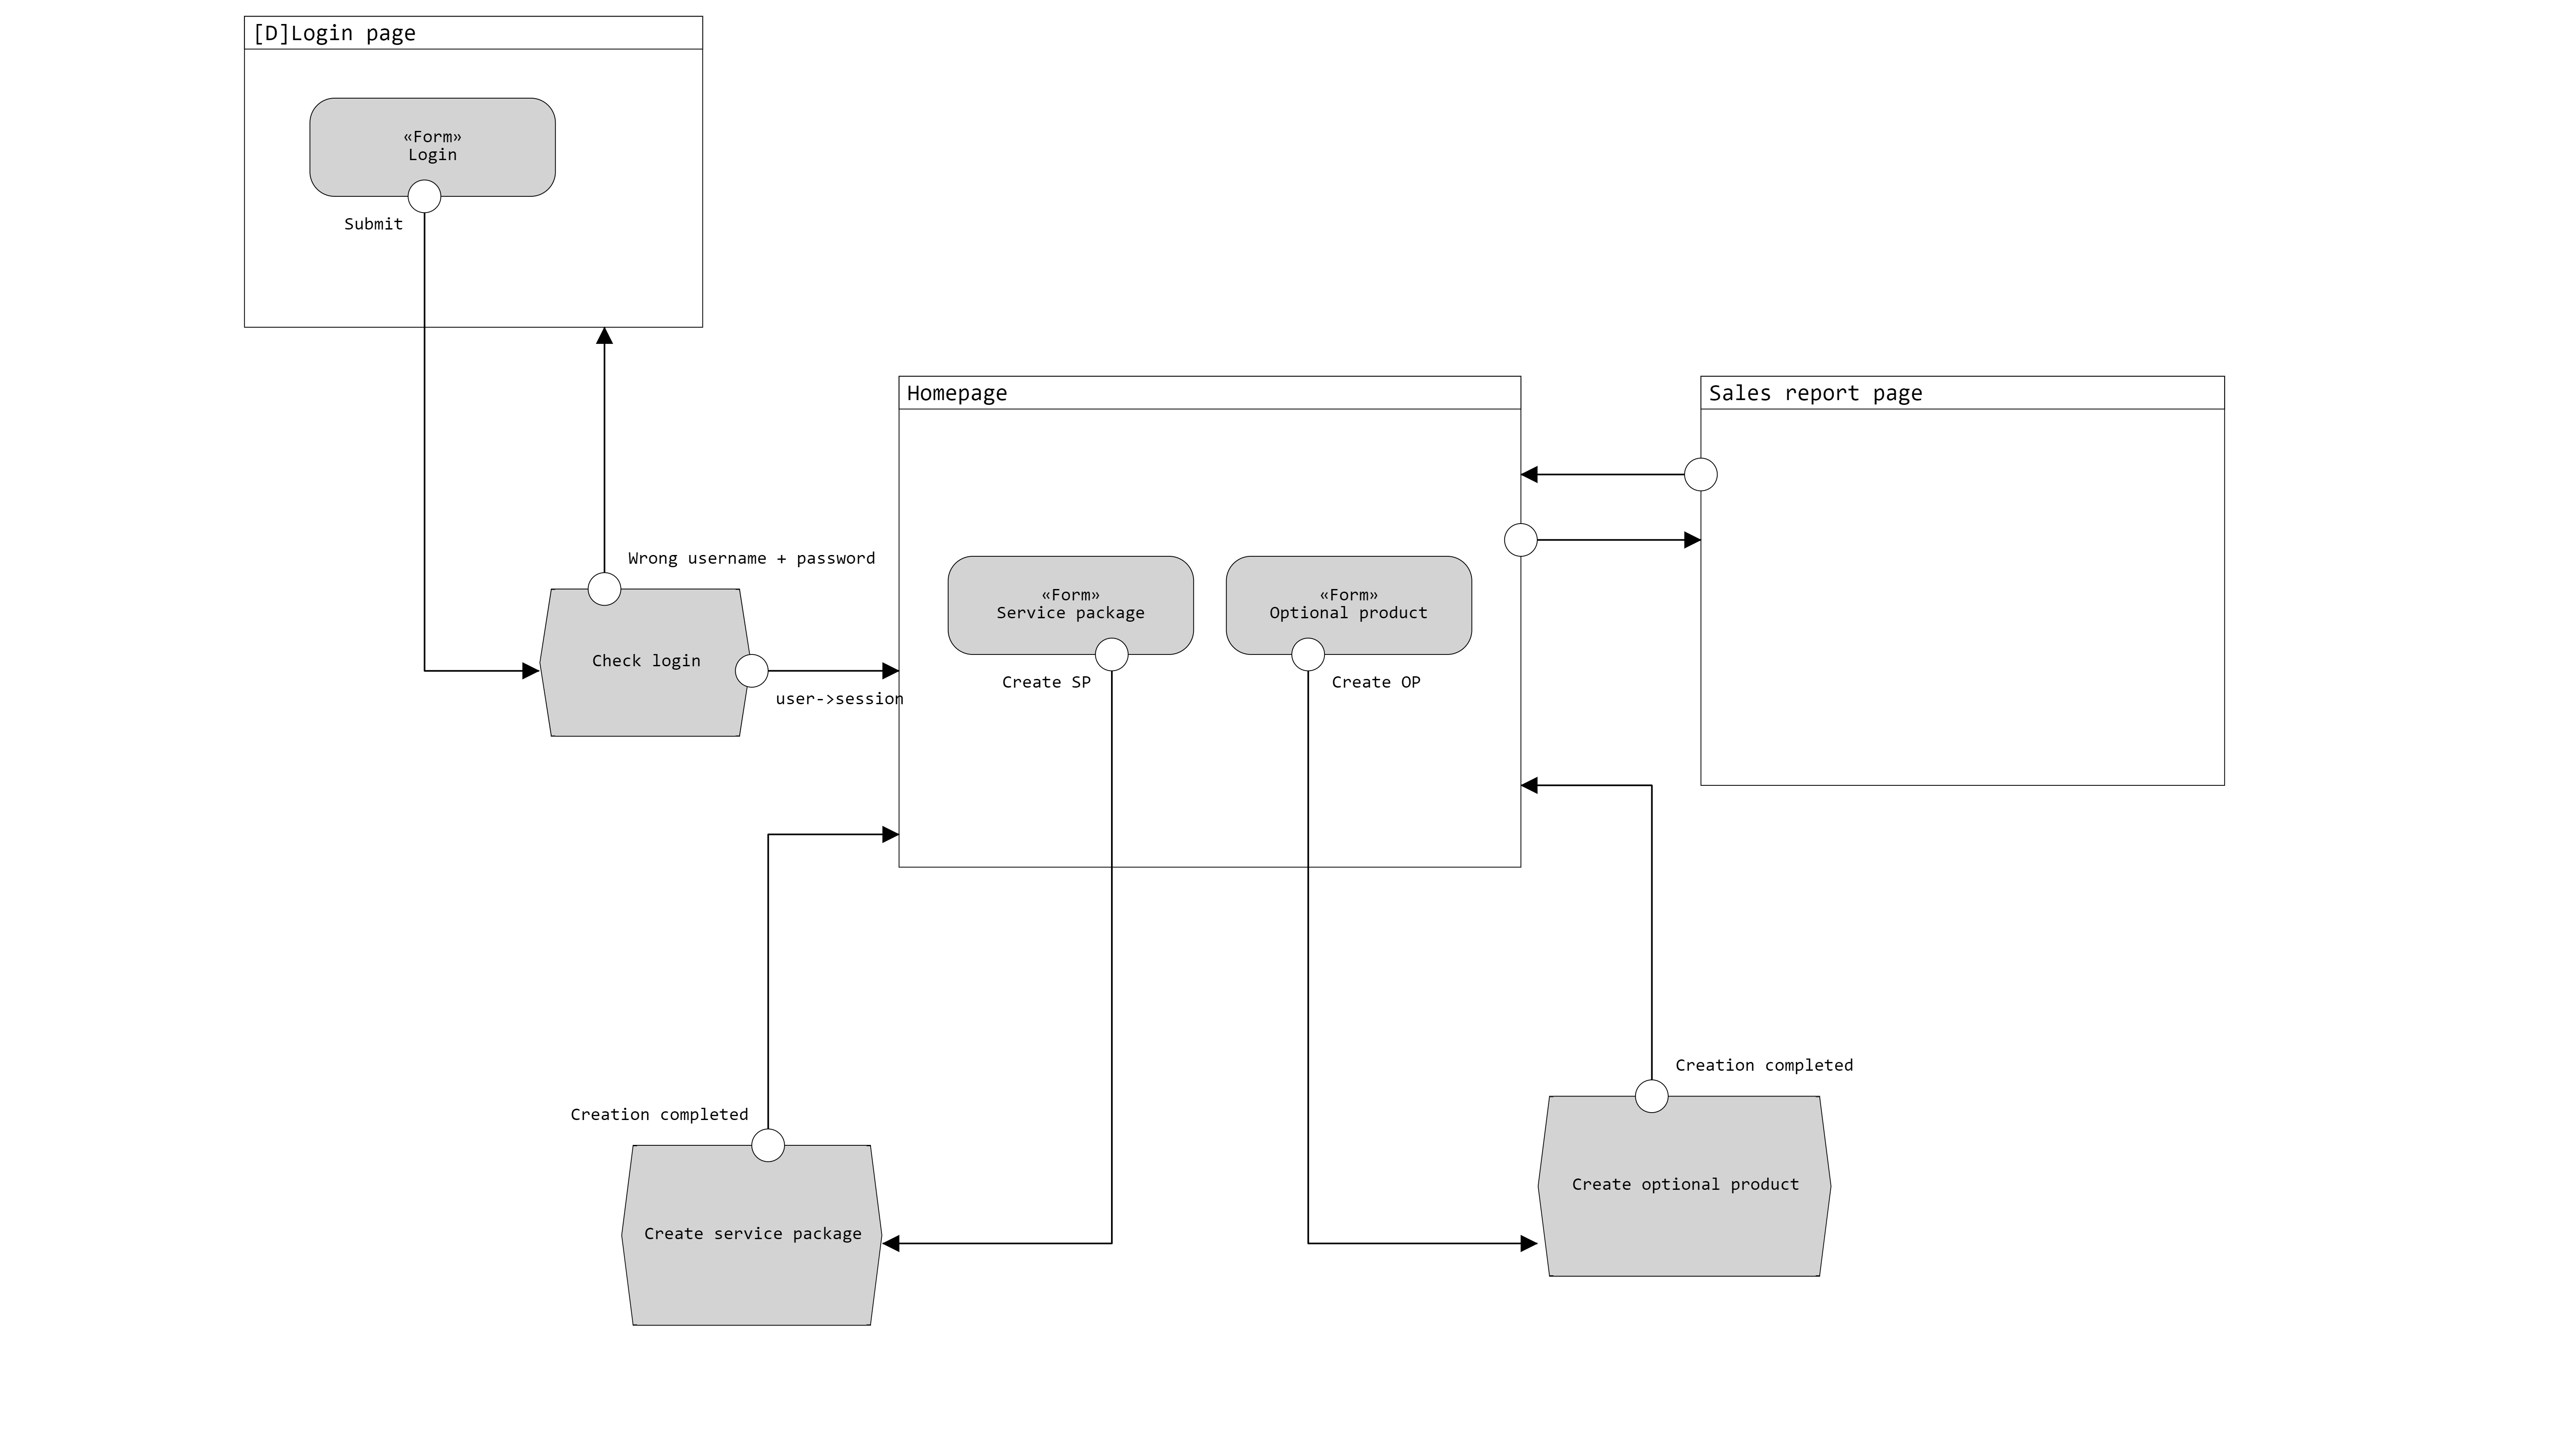 [D]Login page
«Form»
Login
Submit
Homepage
Sales report page
Wrong username + password
«Form»
Service package
«Form»
Optional product
Check login
Create SP
Create OP
user->session
Creation completed
Creation completed
Create optional product
Create service package